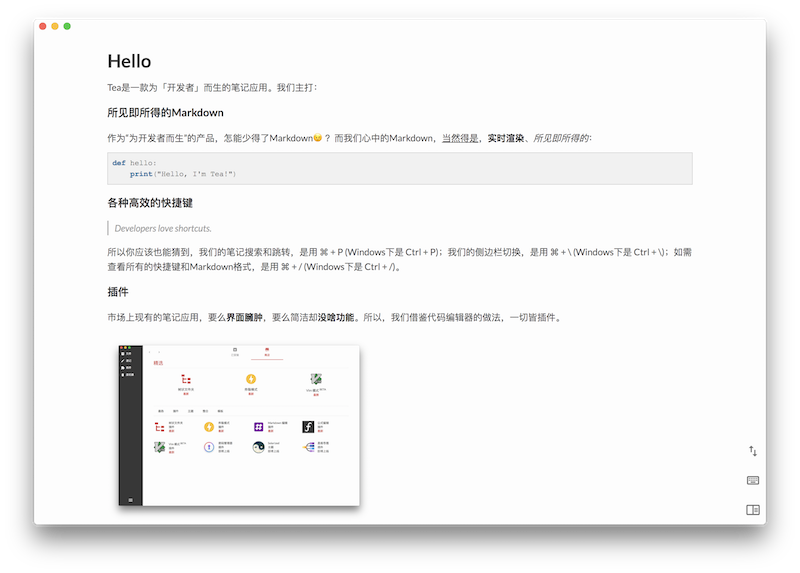 Hello
Tea是一款为「开发者」而生的笔记应用。我们主打：
所见即所得的Markdown
作为"为开发者而生"的产品，怎能少得了Markdown😉？而我们心中的Markdown，当然得是，实时渲染、所见即所得的：
def hello:
print("Hello, I'm Tea!")
各种高效的快捷键
Developers love shortcuts.
所以你应该也能猜到，我们的笔记搜索和跳转，是用 ⌘ + P (Windows下是 Ctrl + P)；我们的侧边栏切换，是用 ⌘ + \ (Windows下是 Ctrl + \)；如需
查看所有的快捷键和Markdown格式，是用 ⌘ + / (Windows下是 Ctrl + /)。
插件
市场上现有的笔记应用，要么界面臃肿，要么简洁却没啥功能。所以，我们借鉴代码编辑器的做法，一切皆插件。
精选